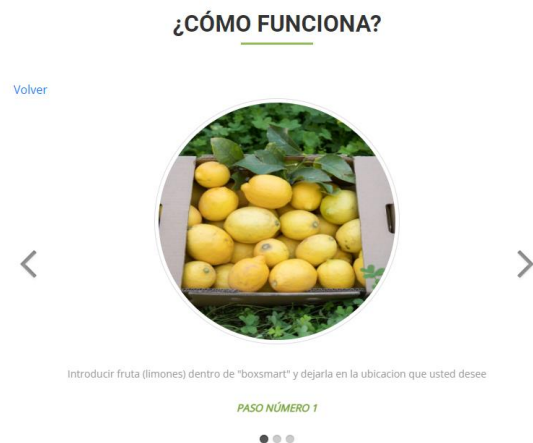 ¿CÓMO FUNCIONA?
Volver
Introducir fruta (limones) dentro de "boxsmart" y dejarla en la ubicacion que usted desee
PASO NÚMERO 1